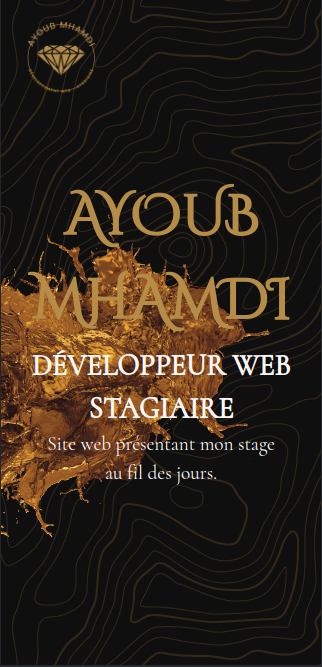 AYOUB MHAMDI
AYOUB
MHAMDI
DÉVELOPPEUR WEB
STAGIAIRE
Site web présentant mon stage
au fil des jours.